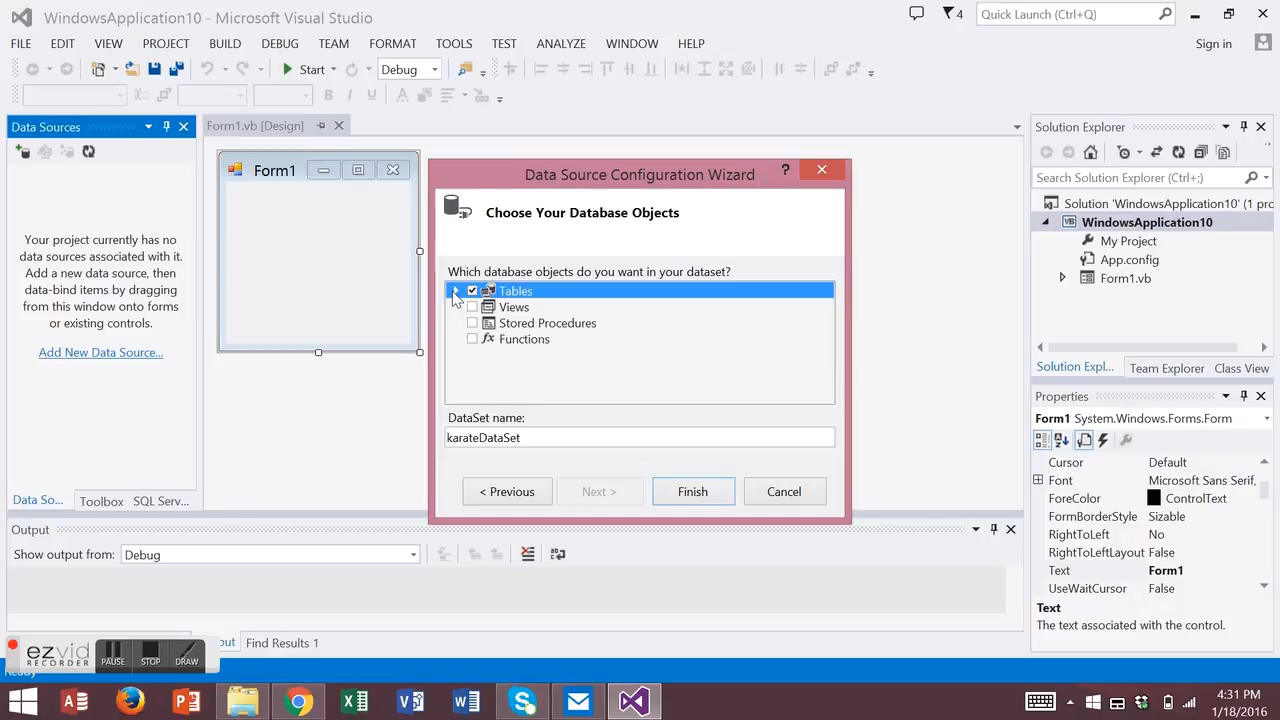 WindowsApplication10 - Microsoft Visual Studio
4
Quick Launch (Ctrl+Q)
FILE EDIT VIEW PROJECT BUILD DEBUG TEAM FORMAT TOOLS TEST ANALYZE WINDOW HELP
Sign in
Start
Debug
B I U
Data Sources
Form1.vb [Design]
Solution Explorer
Form1
Data Source Configuration Wizard
?
Search Solution Explorer (Ctrl+;)
Choose Your Database Objects
Solution 'WindowsApplication10' (1 prc
WindowsApplication10
My Project
App.config
Form1.vb
Your project currently has no
data sources associated with it.
Add a new data source, then
data-bind items by dragging
from this window onto forms
or existing controls.
Add New Data Source...
Which database objects do you want in your dataset?
Tables
Views
Stored Procedures
fx Functions
DataSet name:
karateDataSet
< Previous
Next >
Finish
Cancel
Solution Expl...
Team Explorer
Class View
Properties
Form1 System.Windows.Forms.Form
Cursor Default
Font Microsoft Sans Serif,
ForeColor ControlText
FormBorderStyle Sizable
RightToLeft No
RightToLeftLayout False
Text Form1
UseWaitCursor False
Text
The text associated with the control.
Data So...
Toolbox
SQL Serv...
Output
Show output from:
Debug
put
Find Results 1
ezvid
RECORDER
PAUSE
STOP
DRAW
Ready
4:31 PM
1/18/2016